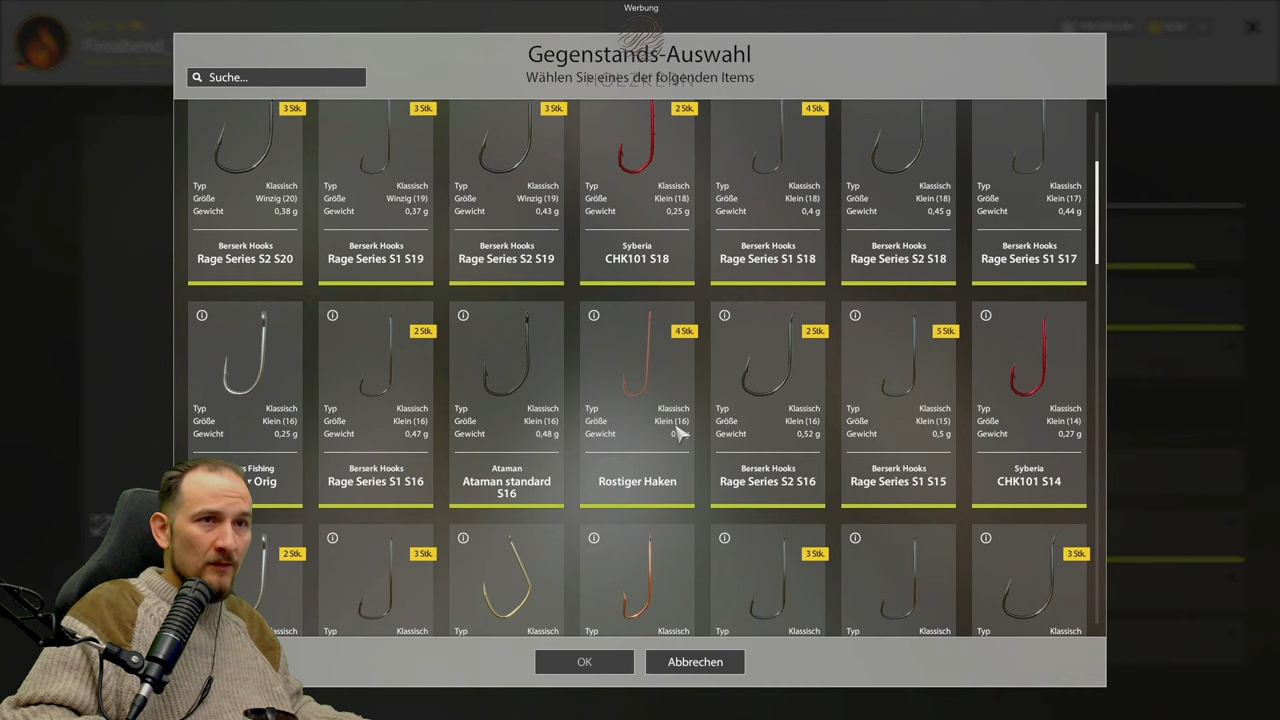 Werbung
Gegenstands-Auswahl
Wählen Sie eines der folgenden Items
Suche...
3 Stk. 3 Stk. 3 Stk. 2 Stk. 4 Stk.
Typ Klassisch Typ Klassisch Typ Klassisch Typ Klassisch Typ Klassisch Typ Klassisch Typ Klassisch
Größe Winzig (20) Größe Winzig (19) Größe Winzig (19) Größe Klein (18) Größe Klein (18) Größe Klein (18) Größe Klein (17)
Gewicht 0,38 g Gewicht 0,37 g Gewicht 0,43 g Gewicht 0,25 g Gewicht 0,4 g Gewicht 0,45 g Gewicht 0,44 g
Berserk Hooks Berserk Hooks Berserk Hooks Syberia Berserk Hooks Berserk Hooks Berserk Hooks
Rage Series S2 S20 Rage Series S1 S19 Rage Series S2 S19 CHK101 S18 Rage Series S1 S18 Rage Series S2 S18 Rage Series S1 S17
2 Stk. 4 Stk. 2 Stk. 5 Stk.
Typ Klassisch Typ Klassisch Typ Klassisch Typ Klassisch Typ Klassisch Typ Klassisch Typ Klassisch
Größe Klein (16) Größe Klein (16) Größe Klein (16) Größe Klein (16) Größe Klein (16) Größe Klein (15) Größe Klein (14)
Gewicht 0,25 g Gewicht 0,47 g Gewicht 0,48 g Gewicht Gewicht 0,52 g Gewicht 0,5 g Gewicht 0,27 g
Fishing Berserk Hooks Ataman Berserk Hooks Berserk Hooks Syberia
Orig Rage Series S1 S16 Ataman standard Rostiger Haken Rage Series S2 S16 Rage Series S1 S15 CHK101 S14
S16
2 Stk. 3 Stk. 3 Stk. 3 Stk.
Klassisch Typ Klassisch Typ Klassisch Typ Klassisch Typ Klassisch Typ Klassisch Typ Klassisch
OK Abbrechen